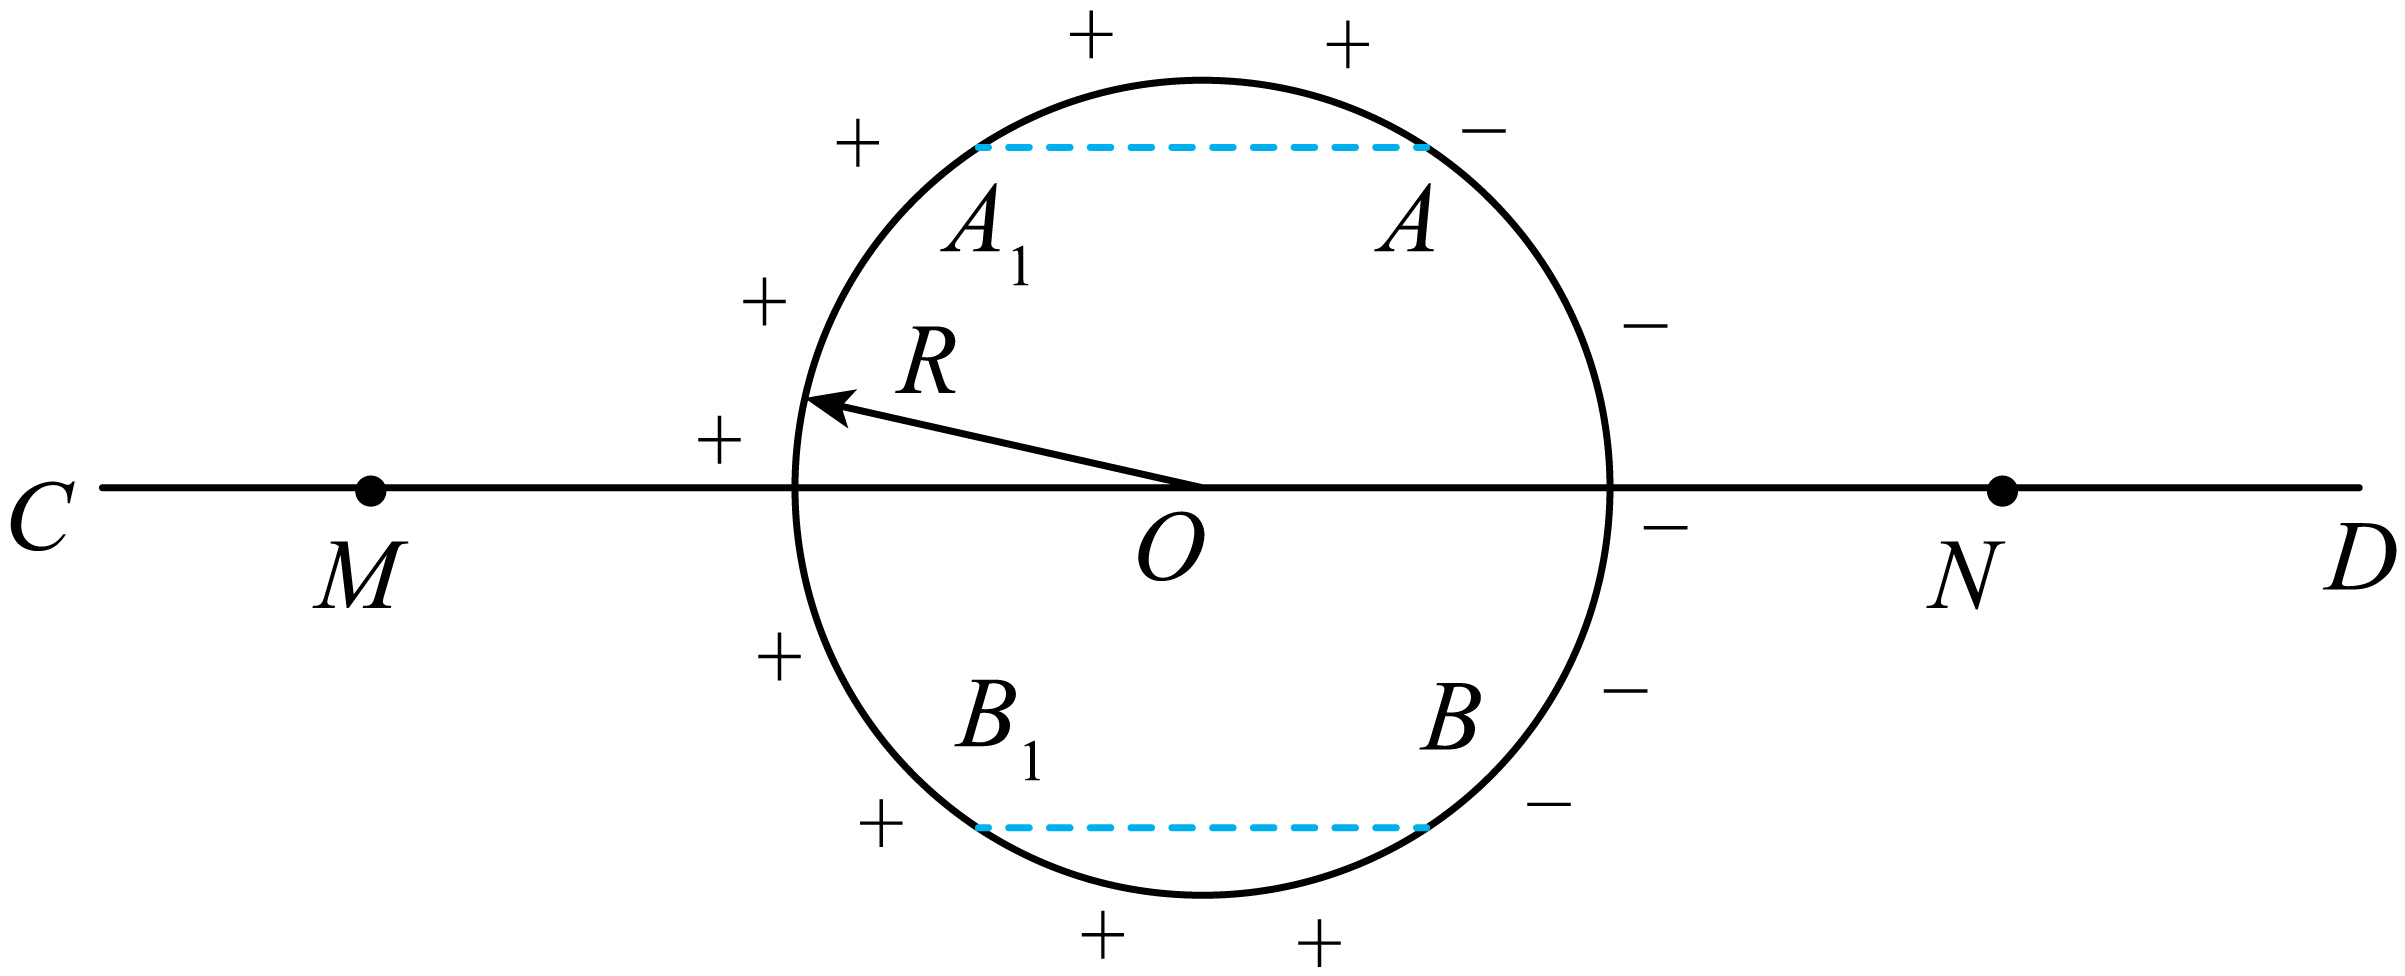 + +
+ −
A₁ A
+ −
R
+
C M O − N D
+ −
B₁ B
+ −
+ +